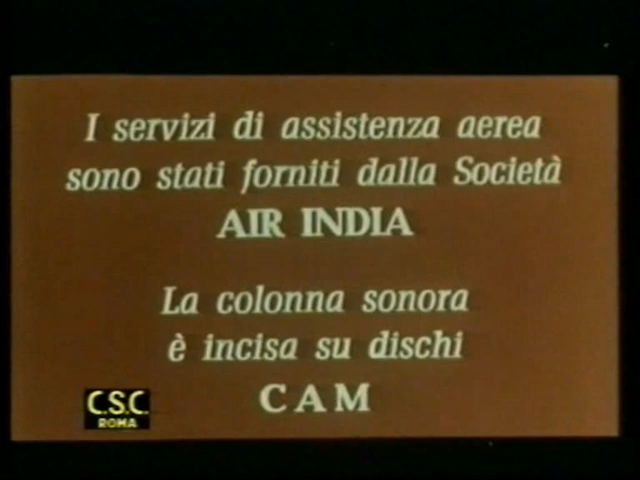 I servizi di assistenza aerea
sono stati forniti dalla Società
AIR INDIA
La colonna sonora
è incisa su dischi
CAM
C.S.C.
ROMA